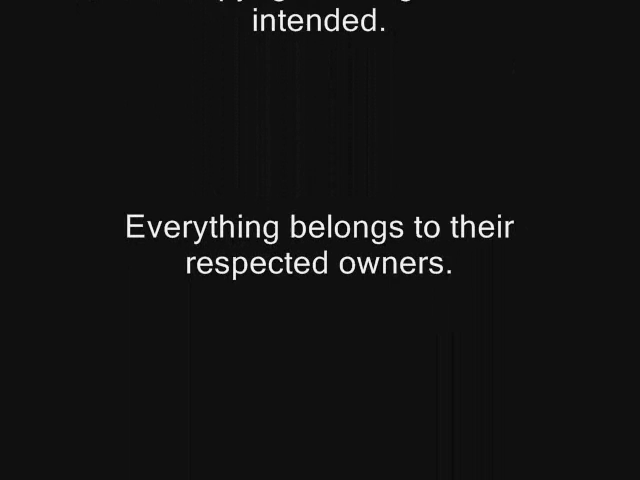 intended.
Everything belongs to their
respected owners.